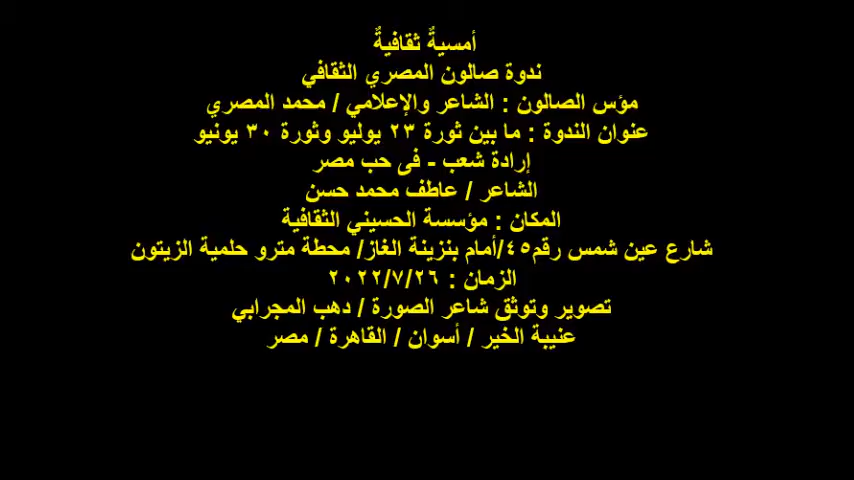 أمسيةٌ ثقافيةٌ
ندوة صالون المصري الثقافي
مؤس الصالون : الشاعر والإعلامي / محمد المصري
عنوان الندوة : ما بين ثورة ٢٣ يوليو وثورة ٣٠ يونيو
إرادة شعب - فى حب مصر
الشاعر / عاطف محمد حسن
المكان : مؤسسة الحسيني الثقافية
شارع عين شمس رقم٤٥/أمام بنزينة الغاز/ محطة مترو حلمية الزيتون
الزمان : ٢٠٢٢/٧/٢٦
تصوير وتوثق شاعر الصورة / دهب المجرابي
عنيبة الخير / أسوان / القاهرة / مصر